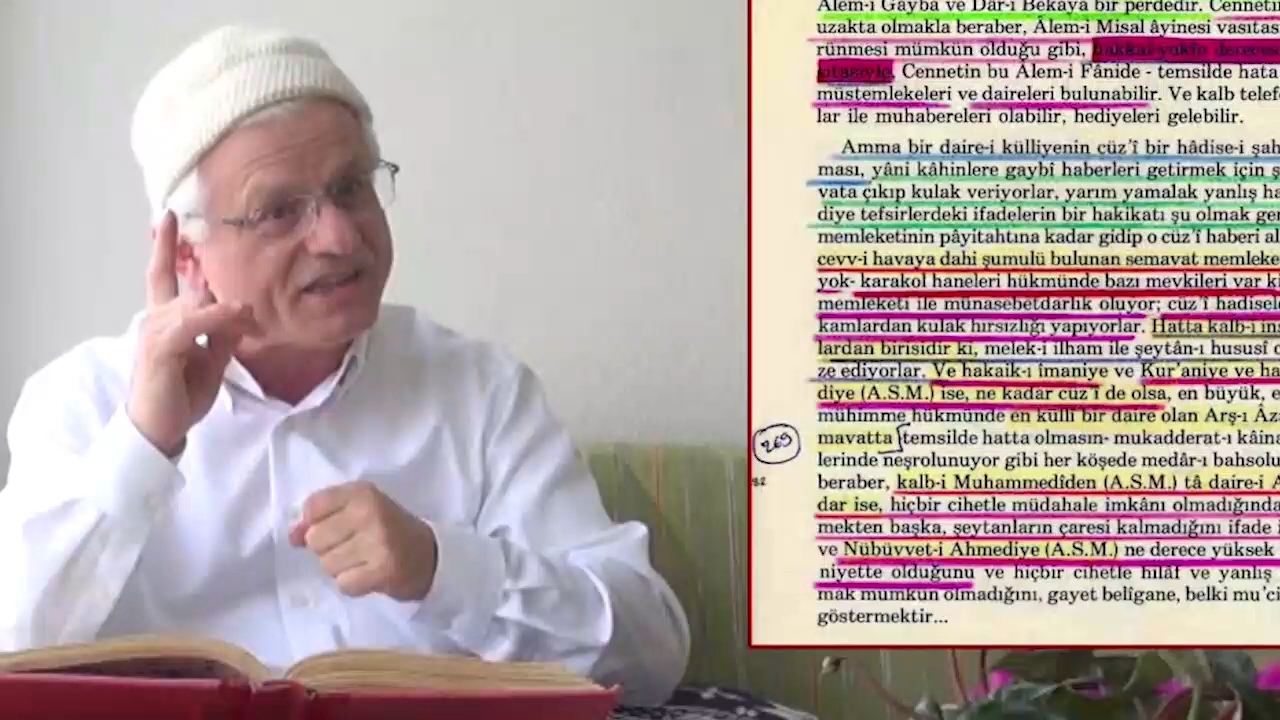 Âlem-i Gayba ve Dâr-ı Bekaya bir perdedir. Cennetin
uzakta olmakla beraber, Âlem-i Misal âyinesi vasıtas
rünmesi mümkün olduğu gibi, hakkalyakîn dereces
Cennetin bu Âlem-i Fânide - temsilde hata
müstemlekeleri ve daireleri bulunabilir. Ve kalb telef
lar ile muhabereleri olabilir, hediyeleri gelebilir.
Amma bir daire-i külliyenin cüz'î bir hâdise-i şah
ması, yâni kâhinlere gaybî haberleri getirmek için ş
vata çıkıp kulak veriyorlar, yarım yamalak yanlış ha
diye tefsirlerdeki ifadelerin bir hakikatı şu olmak ger
memleketinin pâyitahtına kadar gidip o cüz'î haberi al
cevv-i havaya dahi şumulü bulunan semavat memleke
yok- karakol haneleri hükmünde bazı mevkileri var ki
memleketi ile münasebetdarlık oluyor; cüz'î hadisele
kamlardan kulak hırsızlığı yapıyorlar. Hatta kalb-i in
lardan birisidir ki, melek-i ilham ile şeytân-ı hususî o
ze ediyorlar. Ve hakaik-ı imaniye ve Kur'aniye ve ha
diye (A.S.M.) ise, ne kadar cüz'î de olsa, en büyük, e
mühimme hükmünde en küllî bir daire olan Arş-ı Âz
265
mavatta temsilde hatta olmasın- mukadderat-ı kâina
lerinde neşrolunuyor gibi her köşede medâr-ı bahsolu
82
beraber, kalb-i Muhammedîden (A.S.M.) tâ daire-i A
dar ise, hiçbir cihetle müdahale imkânı olmadığında
mekten başka, şeytanların çaresi kalmadığını ifade
ve Nübüvvet-i Ahmediye (A.S.M.) ne derece yüksek
niyette olduğunu ve hiçbir cihetle hilâf ve yanlış
mak mümkün olmadığını, gayet belîgane, belki mu'ci
göstermektir...